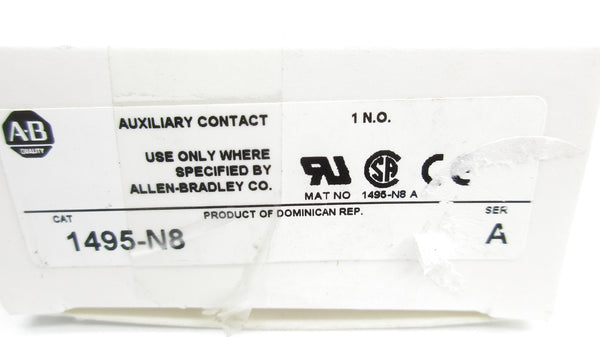 A-B
QUALITY
AUXILIARY CONTACT
1 N.O.
USE ONLY WHERE
SPECIFIED BY
ALLEN-BRADLEY CO.
MAT NO 1495-N8 A
PRODUCT OF DOMINICAN REP.
CAT
SER
1495-N8
A